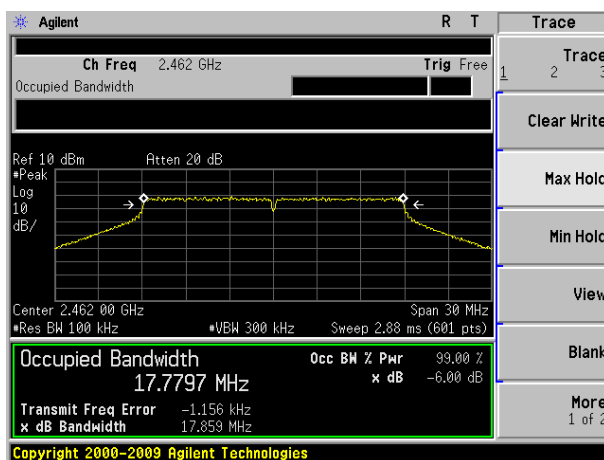 Agilent R T Trace
Ch Freq 2.462 GHz Trig Free
Occupied Bandwidth
Trace
1 2 3
Clear Write
Max Hold
Min Hold
View
Blank
More
1 of 2
Ref 10 dBm Atten 20 dB
#Peak
Log
10
dB/
Center 2.462 00 GHz Span 30 MHz
#Res BW 100 kHz #VBW 300 kHz Sweep 2.88 ms (601 pts)
Occupied Bandwidth Occ BW % Pwr 99.00 %
17.7797 MHz x dB -6.00 dB
Transmit Freq Error -1.156 kHz
x dB Bandwidth 17.859 MHz
Copyright 2000-2009 Agilent Technologies